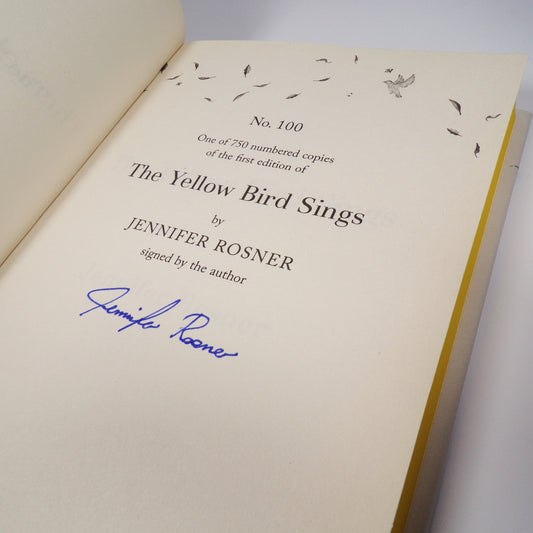 No. 100
One of 750 numbered copies
of the first edition of
The Yellow Bird Sings
by
JENNIFER ROSNER
signed by the author
Jennifer Rosner